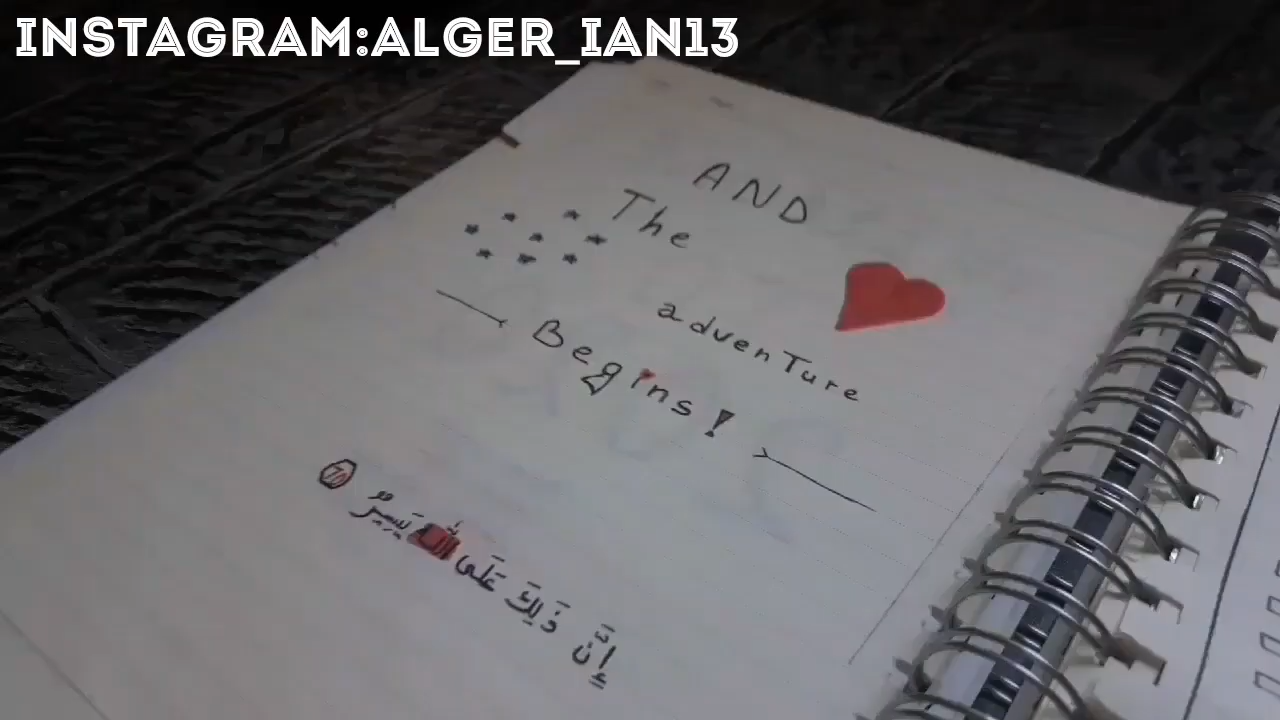 INSTAGRAM:ALGER_IAN13
AND
The
advenTure
Begins!
إِنَّ ذَٰلِكَ عَلَى اللَّهِ يَسِيرٌ